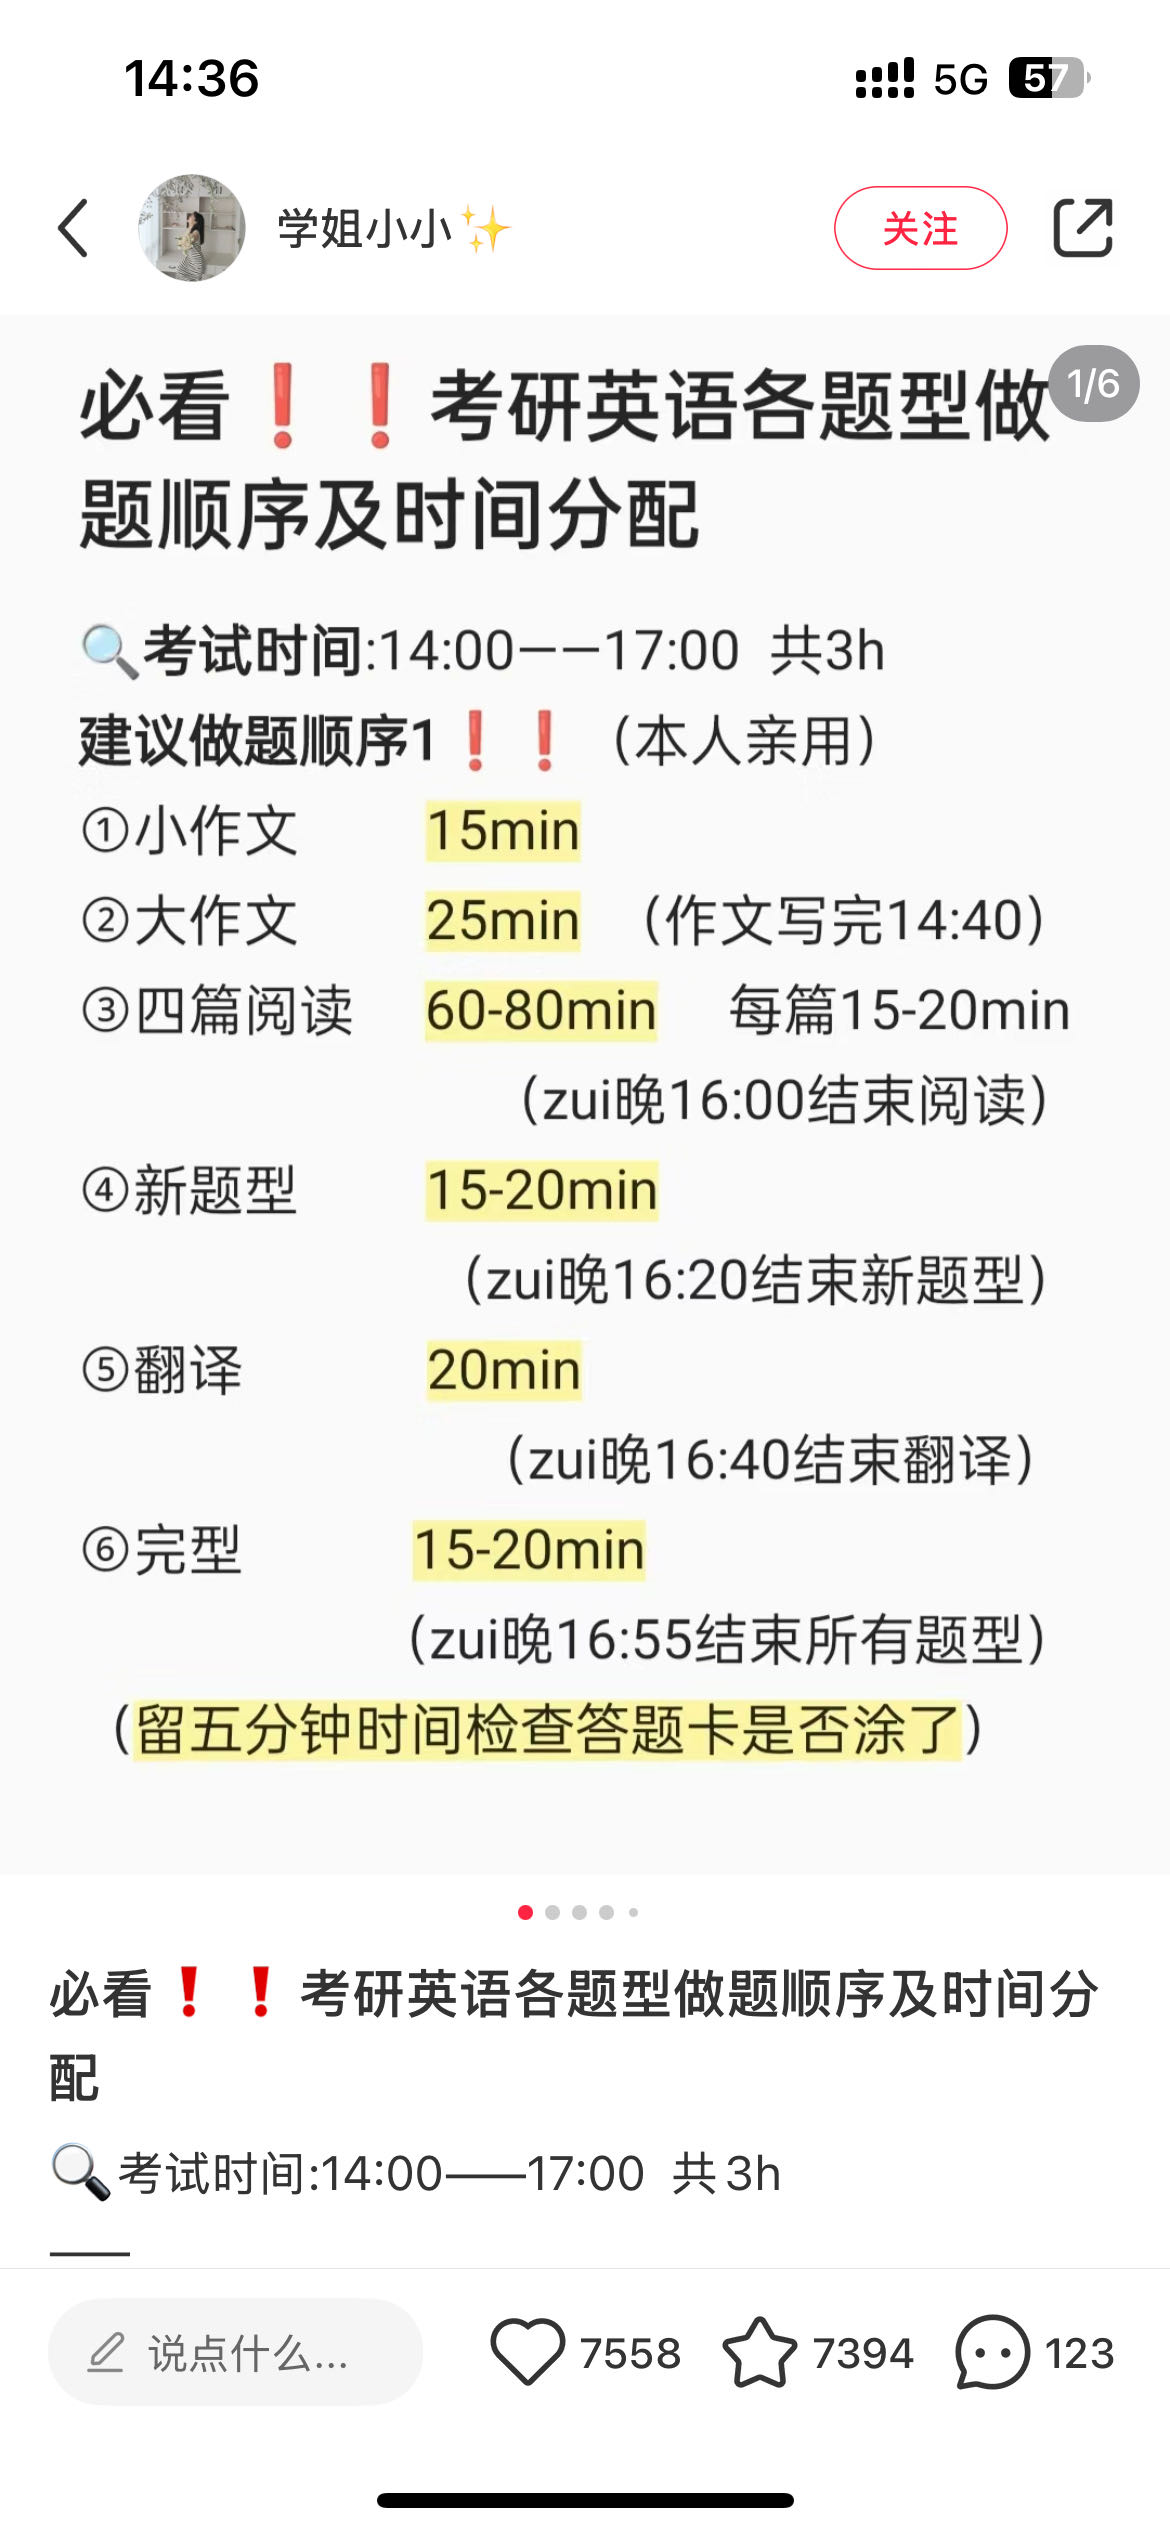 14:36
5G 57
学姐小小✨
关注
必看❗❗考研英语各题型做
1/6
题顺序及时间分配
🔍考试时间:14:00——17:00 共3h
建议做题顺序1❗❗（本人亲用）
①小作文 15min
②大作文 25min （作文写完14:40）
③四篇阅读 60-80min 每篇15-20min
（zui晚16:00结束阅读）
④新题型 15-20min
（zui晚16:20结束新题型）
⑤翻译 20min
（zui晚16:40结束翻译）
⑥完型 15-20min
（zui晚16:55结束所有题型）
（留五分钟时间检查答题卡是否涂了）
必看❗❗考研英语各题型做题顺序及时间分
配
🔍考试时间:14:00——17:00 共3h
——
说点什么...
7558
7394
123